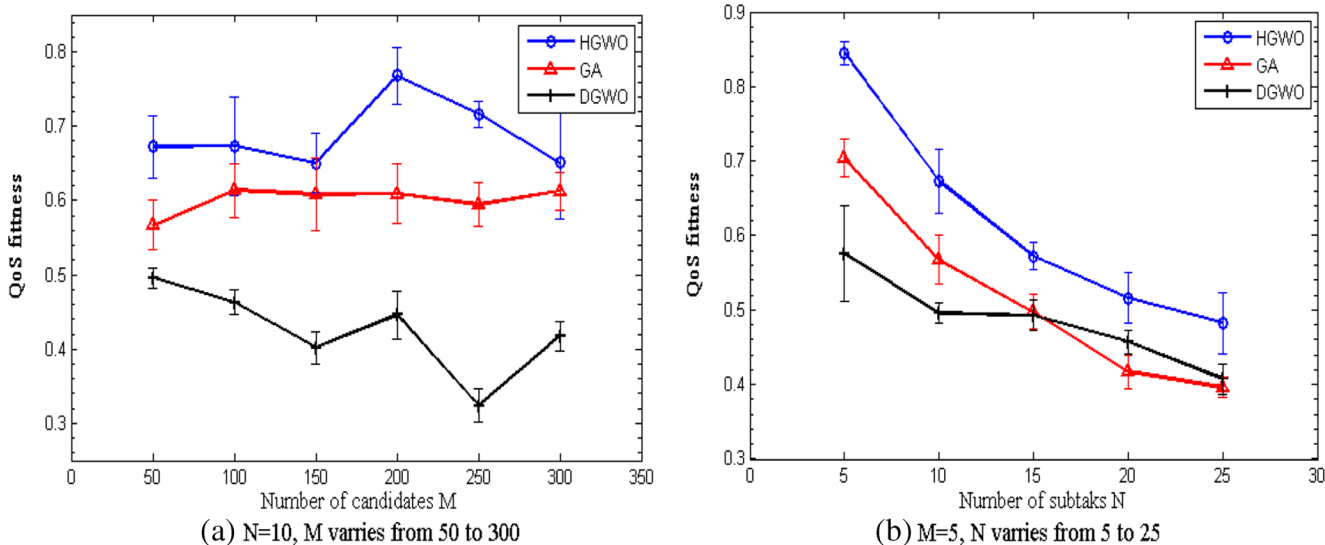 0.8
0.7
0.6
0.5
0.4
0.3
QoS fittness
0 50 100 150 200 250 300 350
Number of candidates M
HGWO
GA
DGWO
(a) N=10, M varries from 50 to 300
0.9
0.8
0.7
0.6
0.5
0.4
0.3
QoS fittness
0 5 10 15 20 25 30
Number of subtaks N
HGWO
GA
DGWO
(b) M=5, N varries from 5 to 25